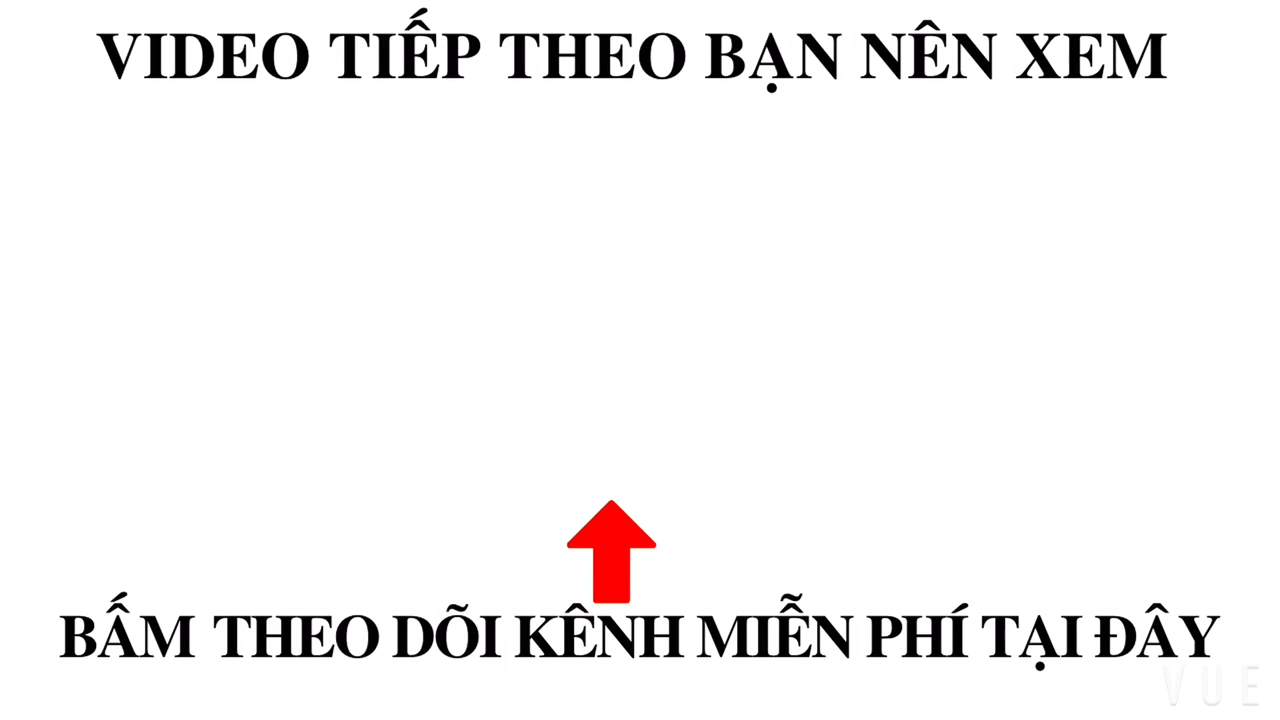 VIDEO TIẾP THEO BẠN NÊN XEM
BẤM THEO DÕI KÊNH MIỄN PHÍ TẠI ĐÂY
VUE